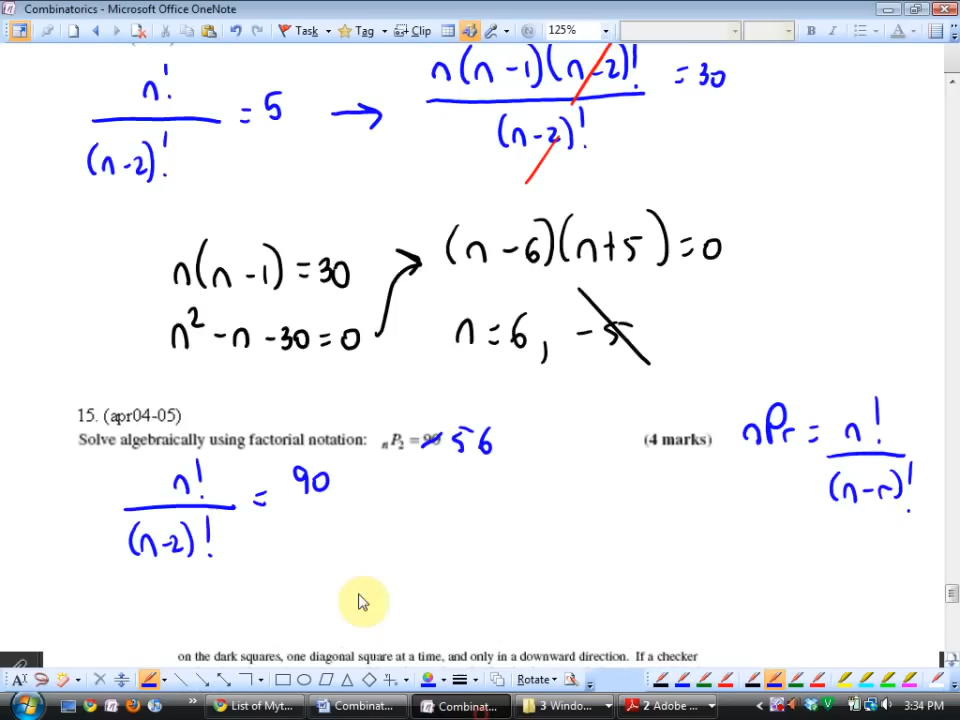 Combinatorics - Microsoft Office OneNote
Task Tag Clip 125% B I A
n! / (n-2)! = 5 → n(n-1)(n-2)! / (n-2)! = 30
n(n-1) = 30
(n-6)(n+5) = 0
n² - n - 30 = 0
n = 6, -5
15. (apr04-05)
Solve algebraically using factorial notation: nP2 = 90 56 (4 marks)
nPr = n! / (n-r)!
n! / (n-2)! = 90
on the dark squares, one diagonal square at a time, and only in a downward direction. If a checker
Rotate
List of Myt... Combinat... Combinat... 3 Windo... 2 Adobe ... 3:34 PM